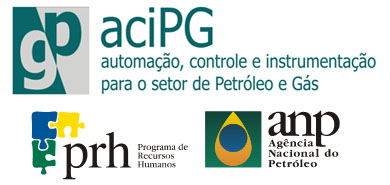 gp aciPG
automação, controle e instrumentação
para o setor de Petróleo e Gás
prh Programa de
Recursos
Humanos
anp
Agência
Nacional do
Petróleo